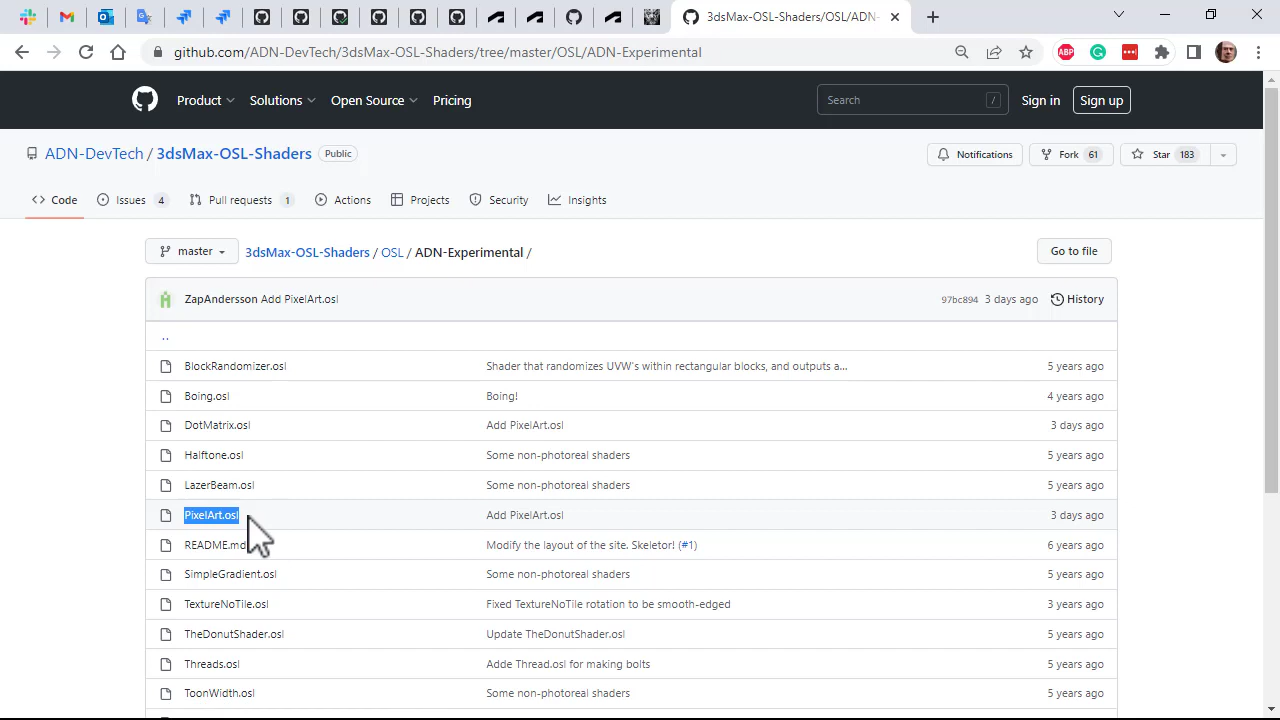 3dsMax-OSL-Shaders/OSL/ADN-
github.com/ADN-DevTech/3dsMax-OSL-Shaders/tree/master/OSL/ADN-Experimental
ABP
Product Solutions Open Source Pricing Search / Sign in Sign up
ADN-DevTech / 3dsMax-OSL-Shaders Public Notifications Fork 61 Star 183
Code Issues 4 Pull requests 1 Actions Projects Security Insights
master 3dsMax-OSL-Shaders / OSL / ADN-Experimental / Go to file
ZapAndersson Add PixelArt.osl 97bc894 3 days ago History
..
BlockRandomizer.osl Shader that randomizes UVW's within rectangular blocks, and outputs a... 5 years ago
Boing.osl Boing! 4 years ago
DotMatrix.osl Add PixelArt.osl 3 days ago
Halftone.osl Some non-photoreal shaders 5 years ago
LazerBeam.osl Some non-photoreal shaders 5 years ago
PixelArt.osl Add PixelArt.osl 3 days ago
README.md Modify the layout of the site. Skeletor! (#1) 6 years ago
SimpleGradient.osl Some non-photoreal shaders 5 years ago
TextureNoTile.osl Fixed TextureNoTile rotation to be smooth-edged 3 years ago
TheDonutShader.osl Update TheDonutShader.osl 5 years ago
Threads.osl Adde Thread.osl for making bolts 5 years ago
ToonWidth.osl Some non-photoreal shaders 5 years ago